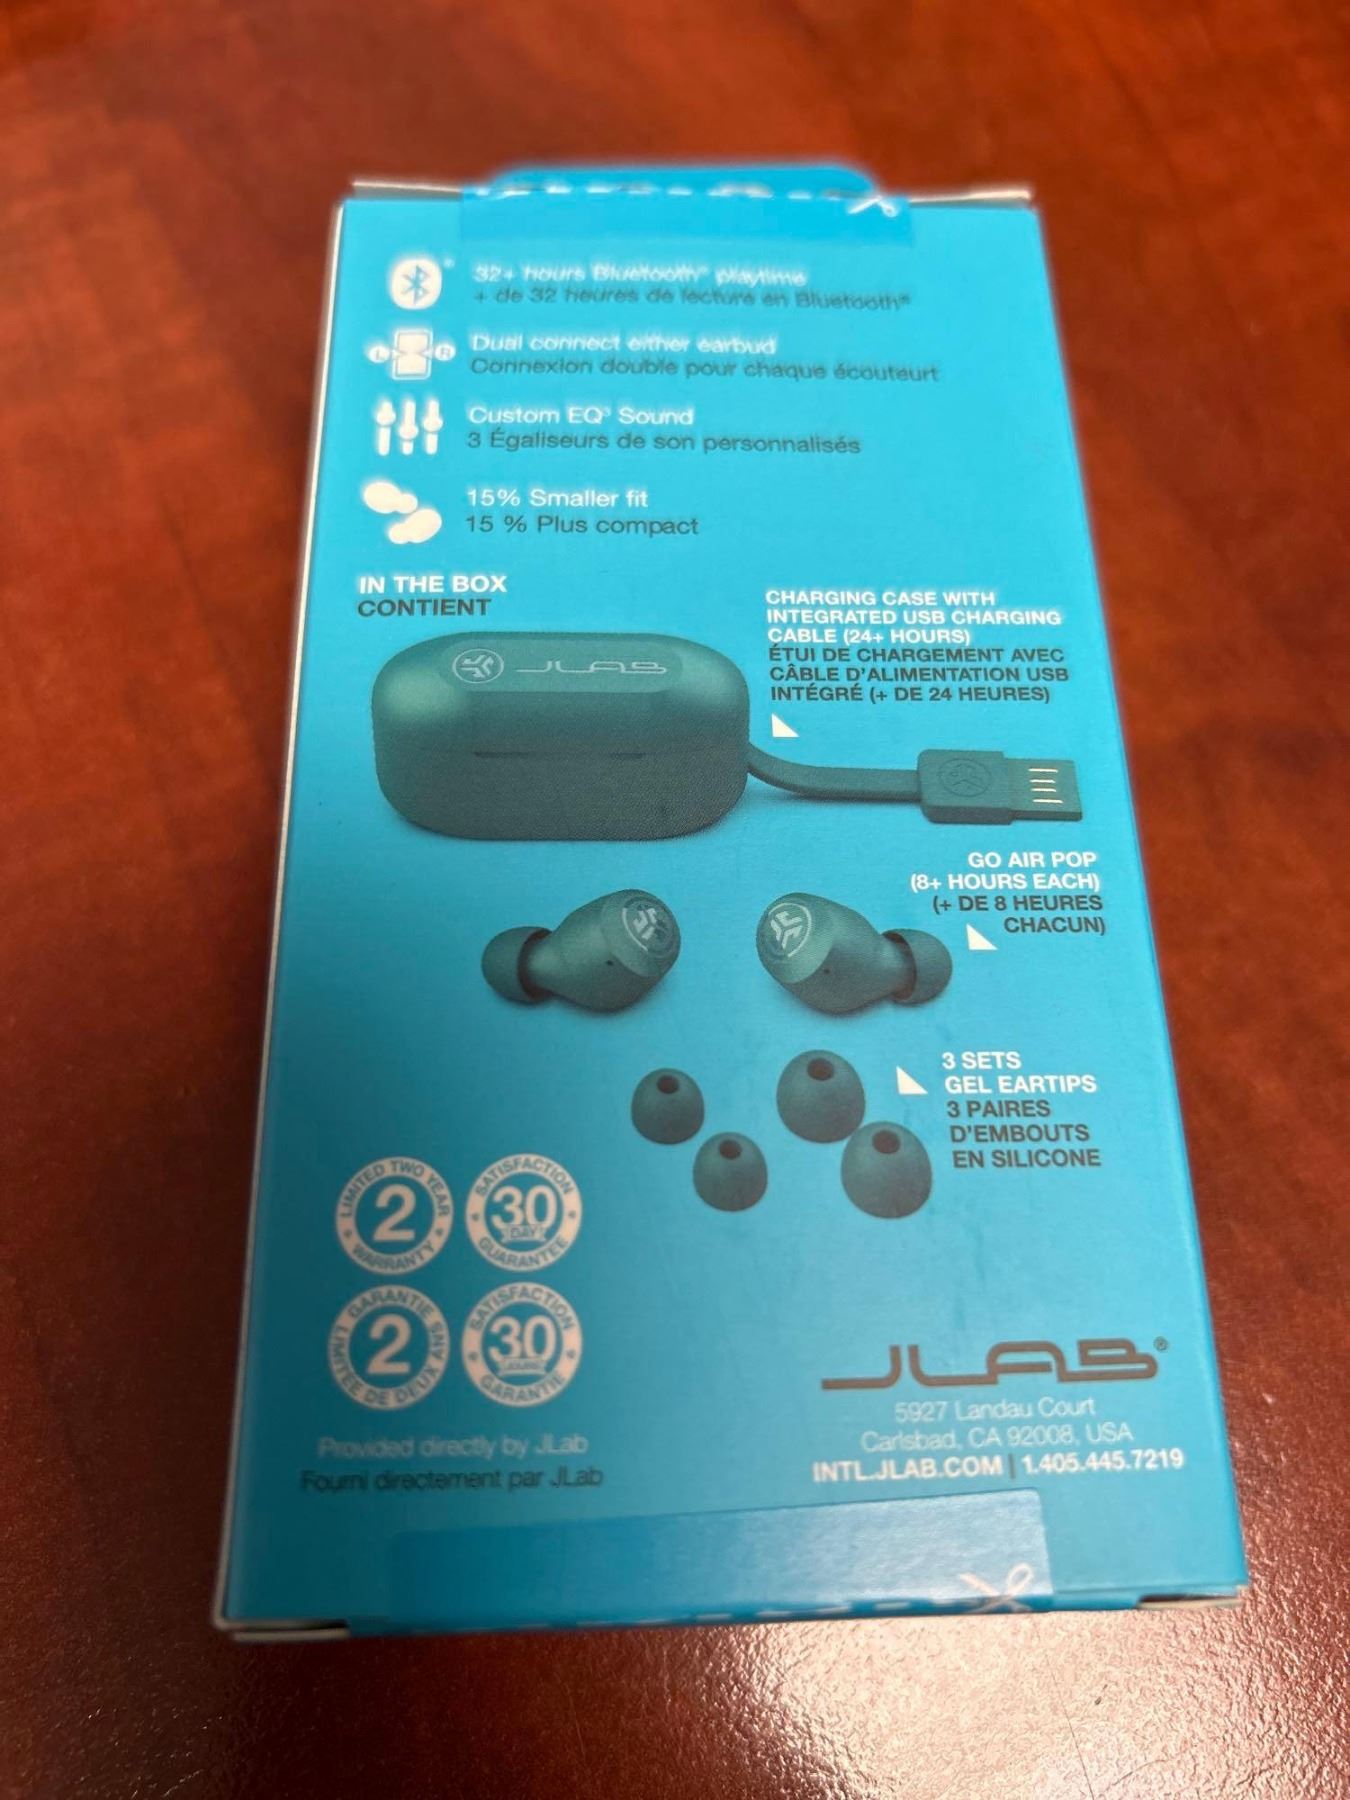 32+ hours Bluetooth® playtime
+ de 32 heures de lecture en Bluetooth®
L R
Dual connect either earbud
Connexion double pour chaque écouteurt
Custom EQ³ Sound
3 Égaliseurs de son personnalisés
15% Smaller fit
15 % Plus compact
IN THE BOX
CONTIENT
CHARGING CASE WITH
INTEGRATED USB CHARGING
CABLE (24+ HOURS)
ÉTUI DE CHARGEMENT AVEC
CÂBLE D'ALIMENTATION USB
INTÉGRÉ (+ DE 24 HEURES)
JLAB
GO AIR POP
(8+ HOURS EACH)
(+ DE 8 HEURES
CHACUN)
3 SETS
GEL EARTIPS
3 PAIRES
D'EMBOUTS
EN SILICONE
LIMITED TWO YEAR
2
WARRANTY
SATISFACTION
30
DAY
GUARANTEE
GARANTIE
2
LIMITÉE DE DEUX ANS
SATISFACTION
30
GARANTIE
Provided directly by JLab
Fourni directement par JLab
JLAB®
5927 Landau Court
Carlsbad, CA 92008, USA
INTL.JLAB.COM | 1.405.445.7219